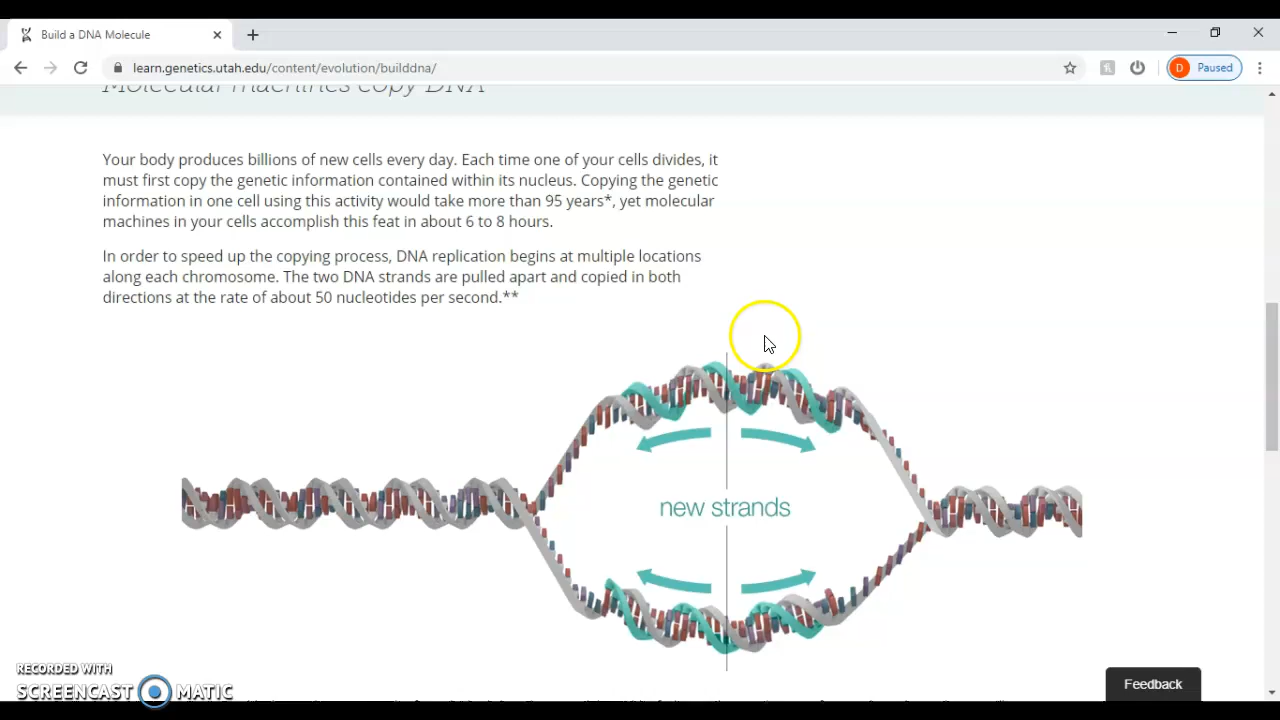 Build a DNA Molecule
learn.genetics.utah.edu/content/evolution/builddna/
D Paused
Molecular machines copy DNA
Your body produces billions of new cells every day. Each time one of your cells divides, it
must first copy the genetic information contained within its nucleus. Copying the genetic
information in one cell using this activity would take more than 95 years*, yet molecular
machines in your cells accomplish this feat in about 6 to 8 hours.
In order to speed up the copying process, DNA replication begins at multiple locations
along each chromosome. The two DNA strands are pulled apart and copied in both
directions at the rate of about 50 nucleotides per second.**
new strands
RECORDED WITH
SCREENCAST MATIC
Feedback